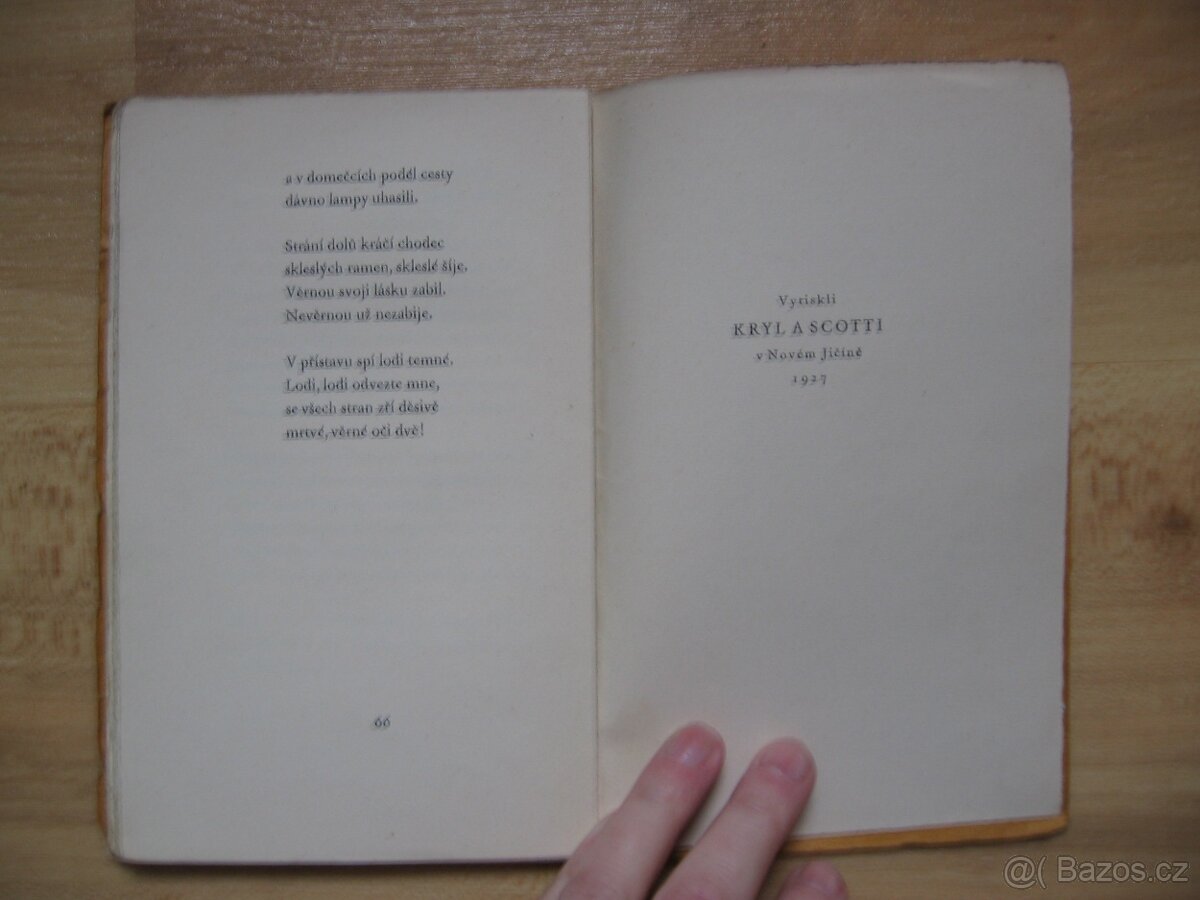 a v domečcích podél cesty
dávno lampy uhasili.
Strání dolů kráčí chodec
skleslých ramen, skleslé šíje.
Věrnou svoji lásku zabil.
Nevěrnou už nezabije.
V přístavu spí lodi temné.
Lodi, lodi odvezte mne,
se všech stran zří děsivě
mrtvé, věrné oči dvě!
66
Vytiskli
KRYL A SCOTTI
v Novém Jičíně
1927
@( Bazos.cz